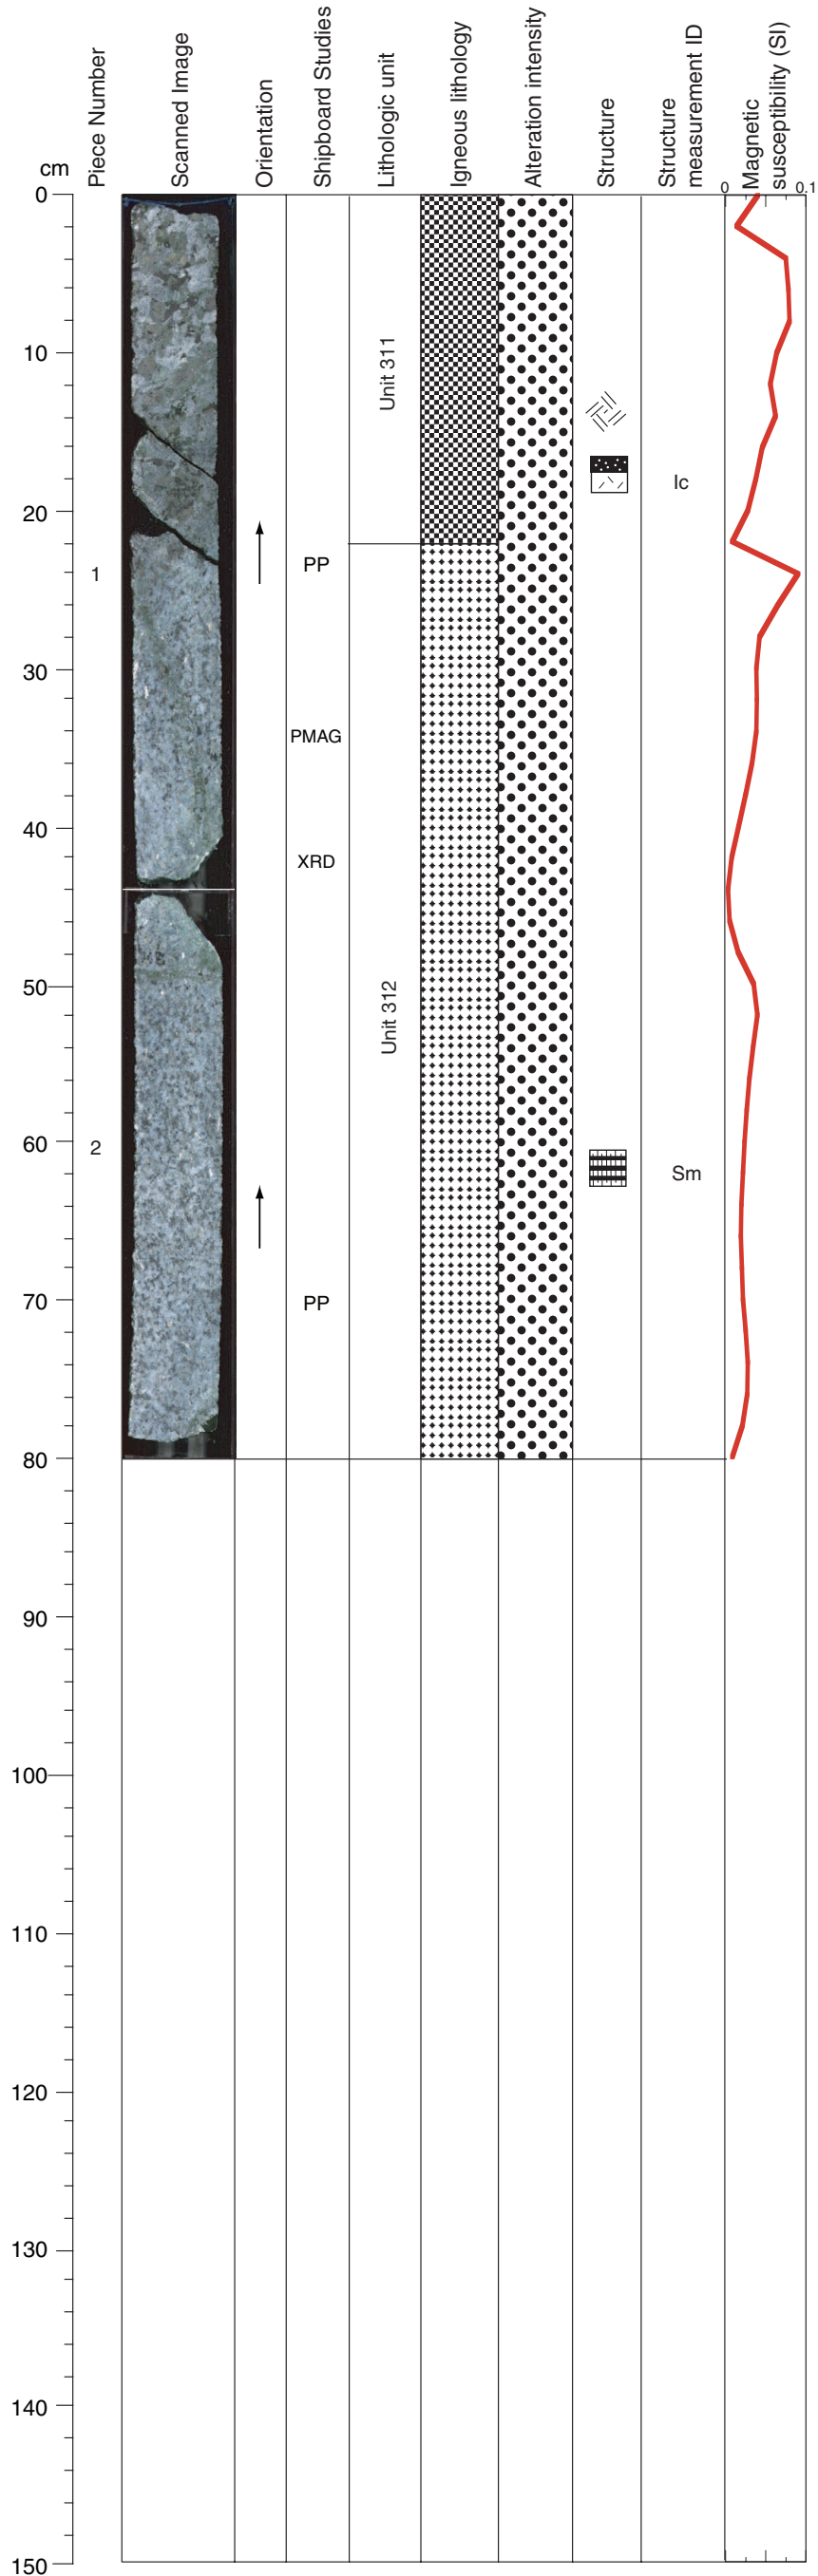 cm
Piece Number
Scanned Image
Orientation
Shipboard Studies
Lithologic unit
Igneous lithology
Alteration intensity
Structure
Structure
measurement ID
Magnetic
susceptibility (SI)
0 0.1
0
10
20
30
40
50
60
70
80
90
100
110
120
130
140
150
1
2
PP
PMAG
XRD
PP
Unit 311
Unit 312
Ic
Sm